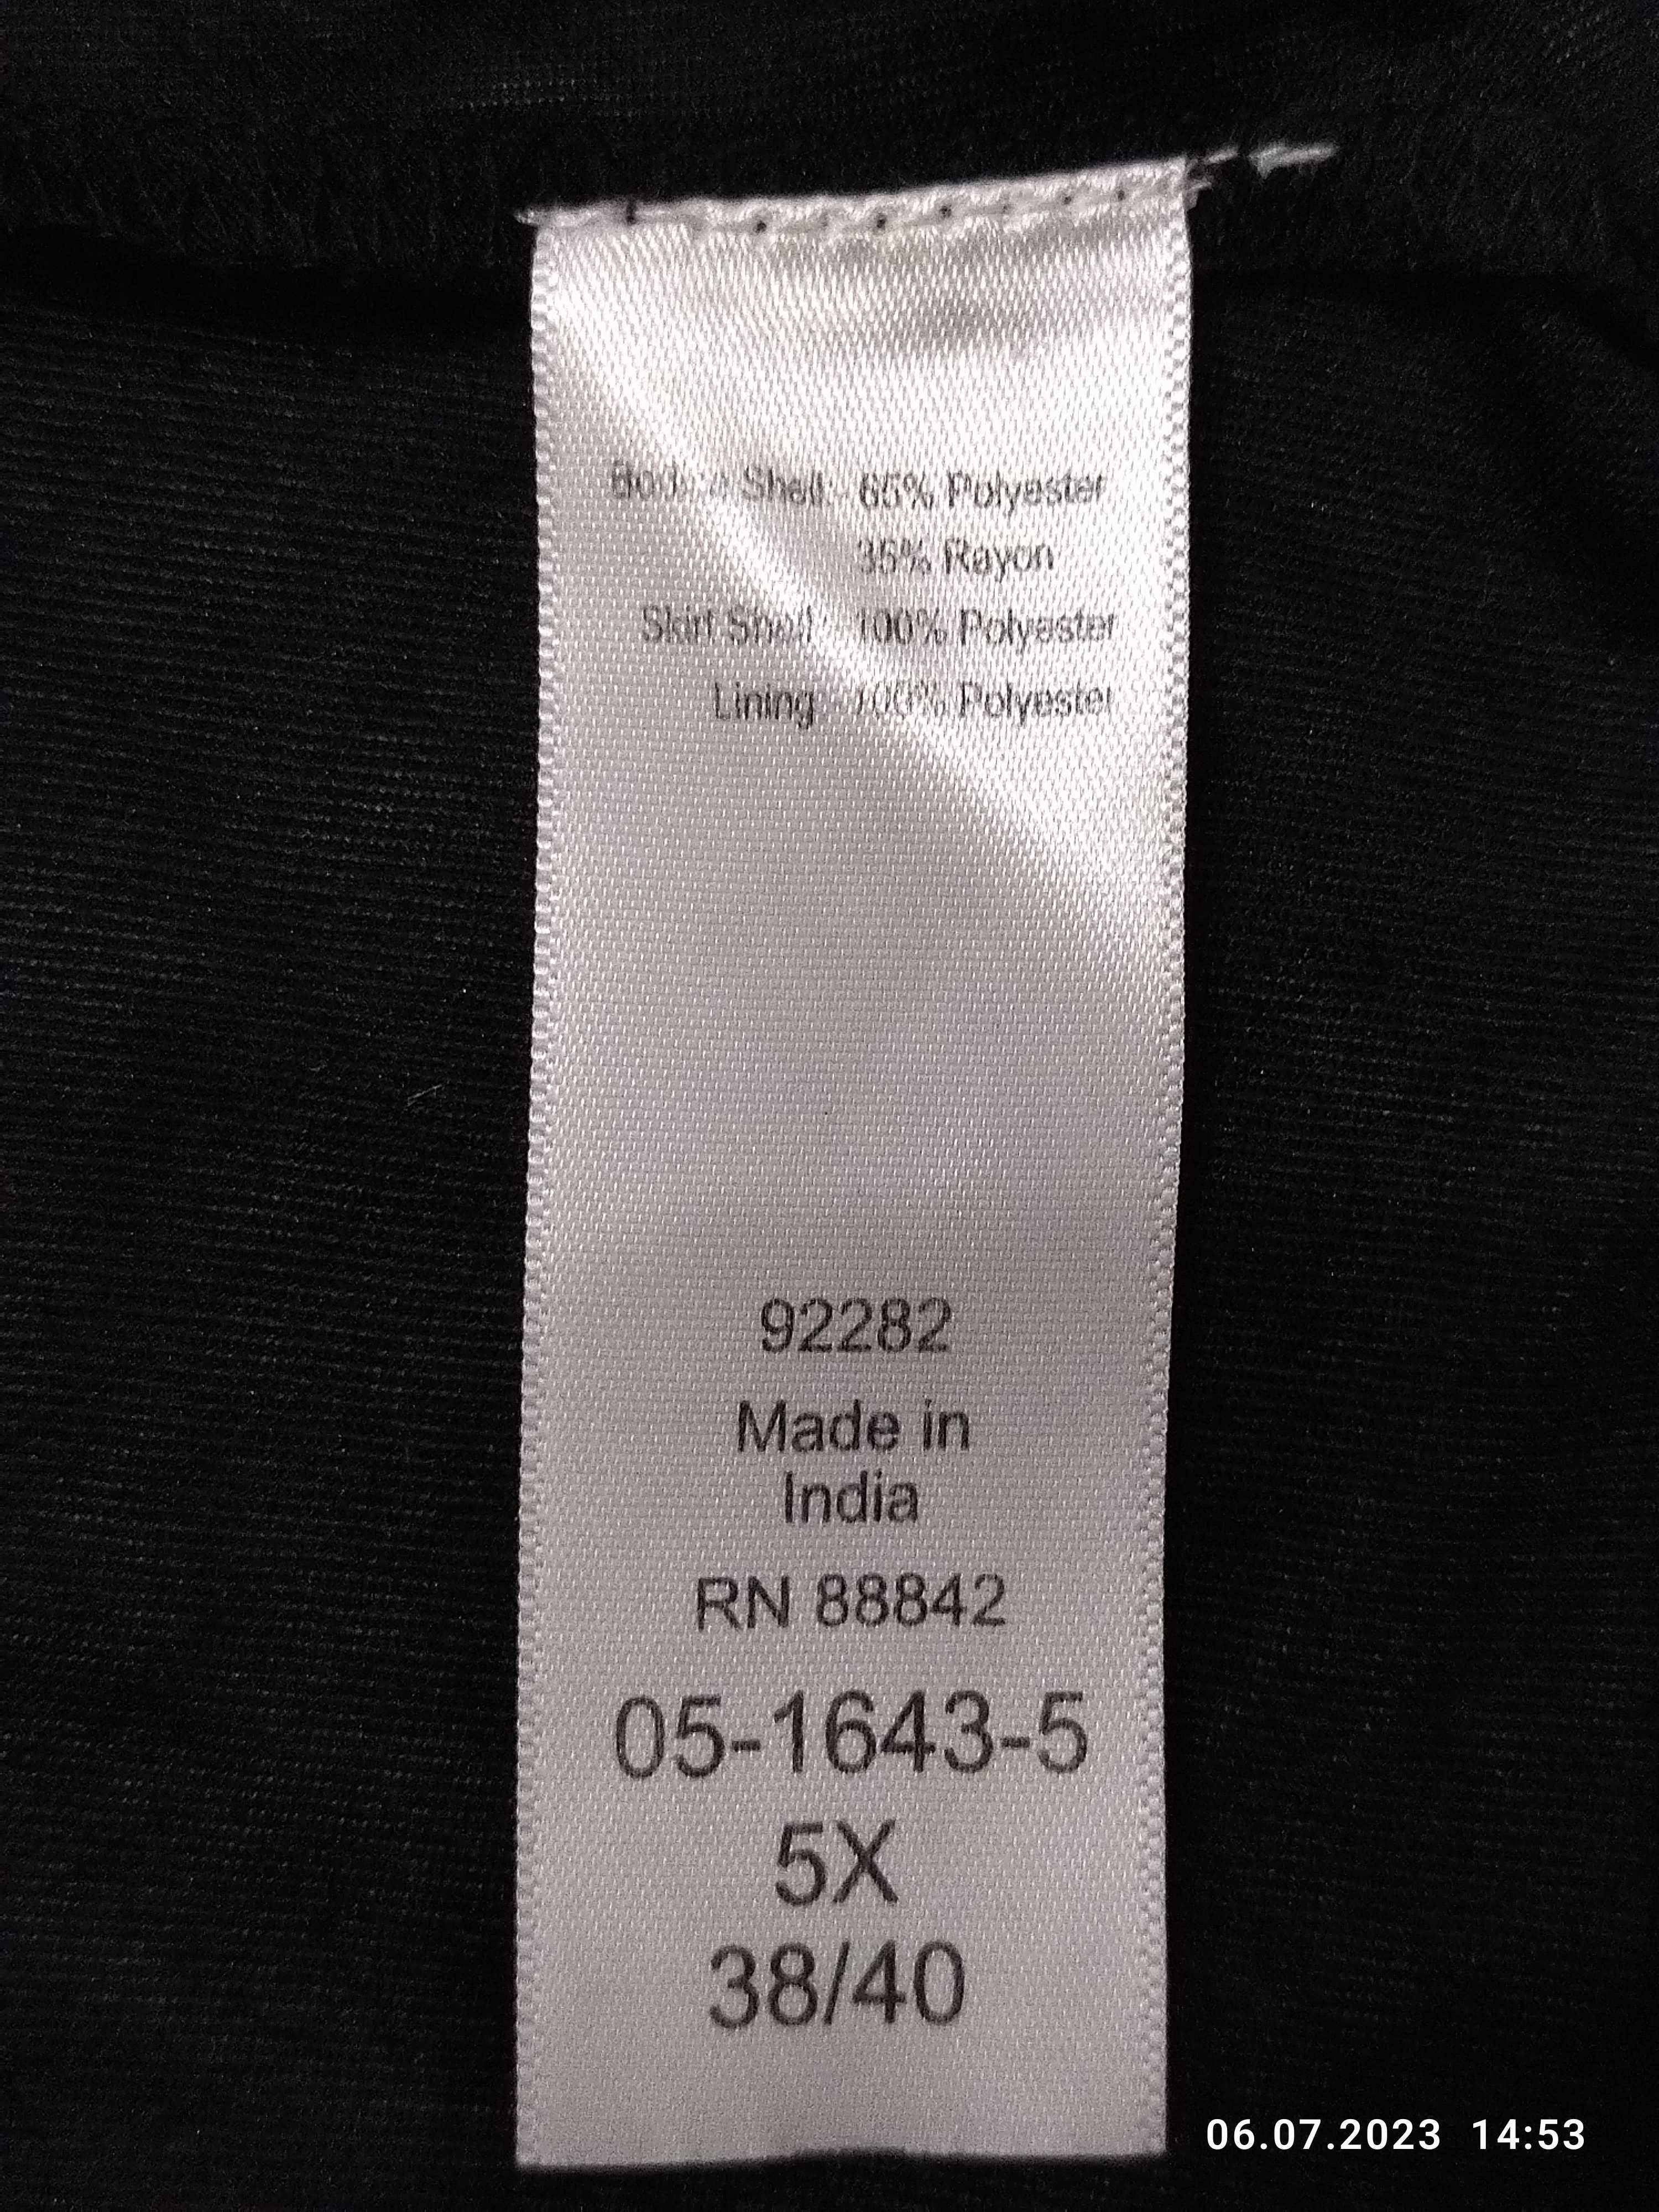 Shell: 65% Polyester
35% Rayon
Skirt Shell: 100% Polyester
Lining: 100% Polyester
92282
Made in
India
RN 88842
05-1643-5
5X
38/40
06.07.2023 14:53